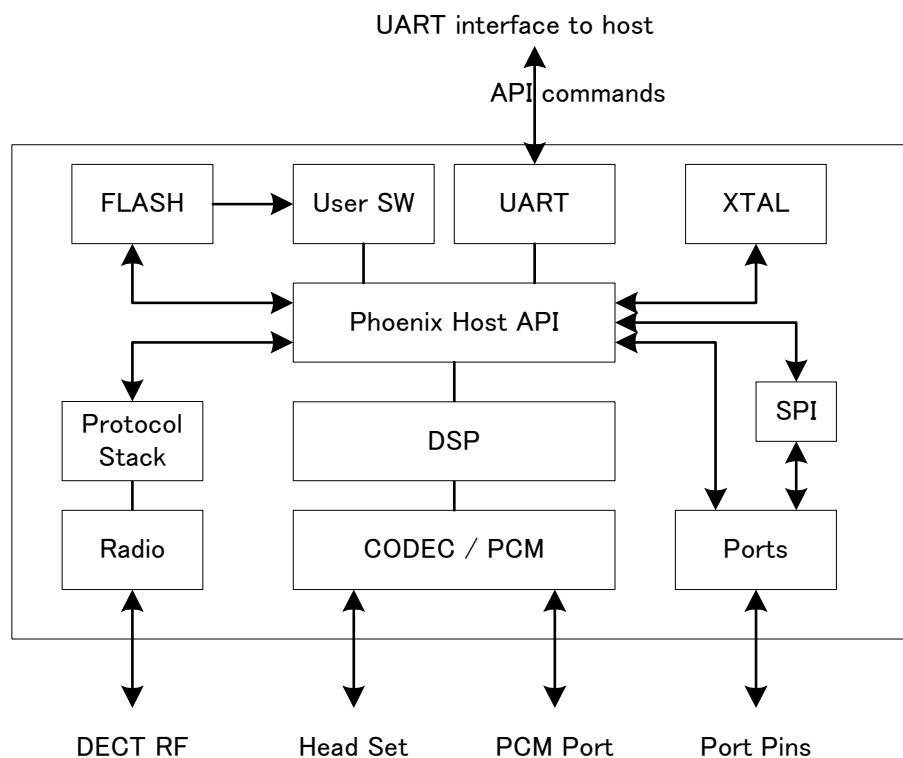 UART interface to host
API commands
FLASH
User SW
UART
XTAL
Phoenix Host API
Protocol
Stack
DSP
SPI
Radio
CODEC / PCM
Ports
DECT RF
Head Set
PCM Port
Port Pins